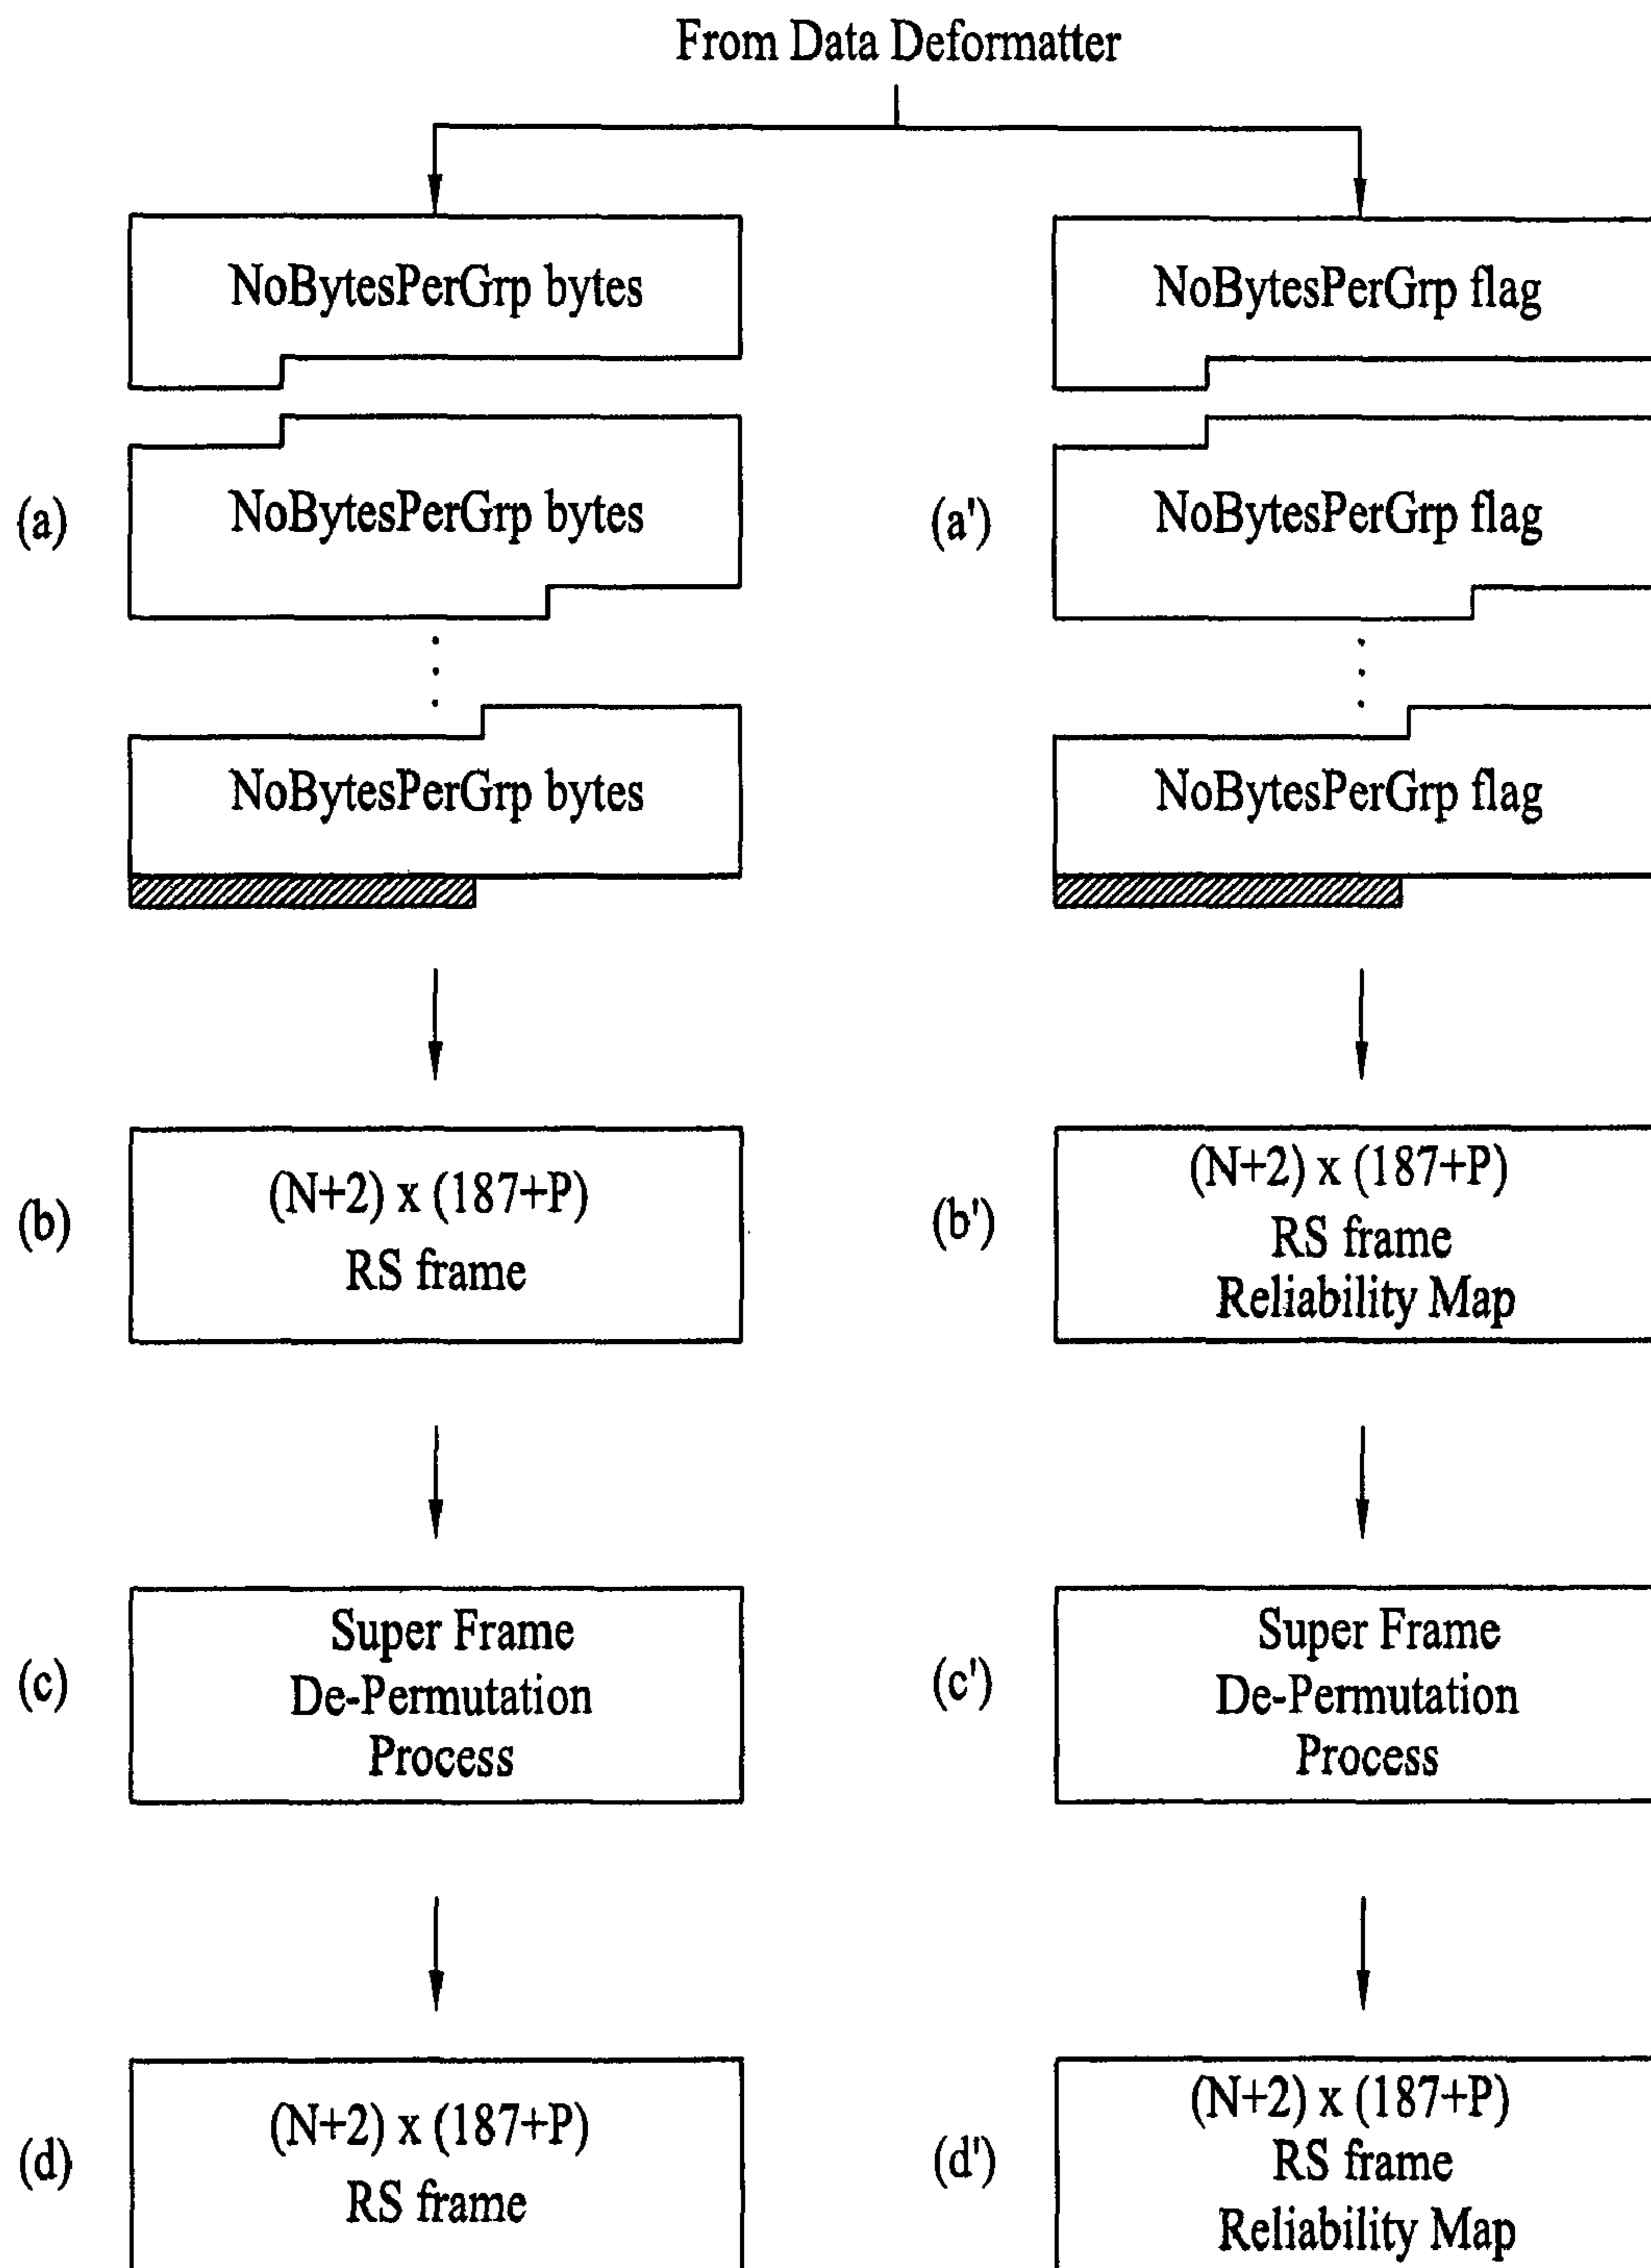 From Data Deformatter
NoBytesPerGrp bytes
NoBytesPerGrp flag
(a)
NoBytesPerGrp bytes
(a')
NoBytesPerGrp flag
NoBytesPerGrp bytes
NoBytesPerGrp flag
(b)
(N+2) x (187+P)
RS frame
(b')
(N+2) x (187+P)
RS frame
Reliability Map
(c)
Super Frame
De-Permutation
Process
(c')
Super Frame
De-Permutation
Process
(d)
(N+2) x (187+P)
RS frame
(d')
(N+2) x (187+P)
RS frame
Reliability Map